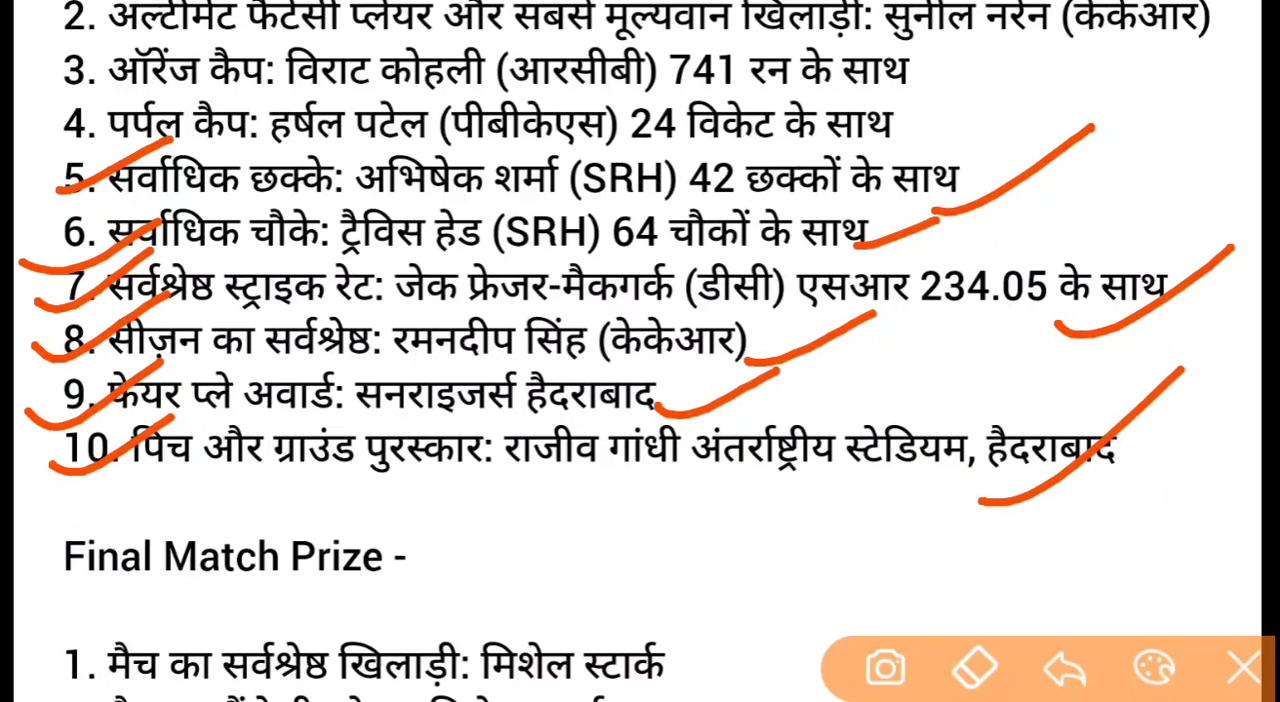 2. अल्टीमेट फैंटेसी प्लेयर और सबसे मूल्यवान खिलाड़ी: सुनील नरेन (केकेआर)
3. ऑरेंज कैप: विराट कोहली (आरसीबी) 741 रन के साथ
4. पर्पल कैप: हर्षल पटेल (पीबीकेएस) 24 विकेट के साथ
5. सर्वाधिक छक्के: अभिषेक शर्मा (SRH) 42 छक्कों के साथ
6. सर्वाधिक चौके: ट्रैविस हेड (SRH) 64 चौकों के साथ
7. सर्वश्रेष्ठ स्ट्राइक रेट: जेक फ्रेजर-मैकगर्क (डीसी) एसआर 234.05 के साथ
8. सीज़न का सर्वश्रेष्ठ: रमनदीप सिंह (केकेआर)
9. फेयर प्ले अवार्ड: सनराइजर्स हैदराबाद
10. पिच और ग्राउंड पुरस्कार: राजीव गांधी अंतर्राष्ट्रीय स्टेडियम, हैदराबाद
Final Match Prize -
1. मैच का सर्वश्रेष्ठ खिलाड़ी: मिशेल स्टार्क